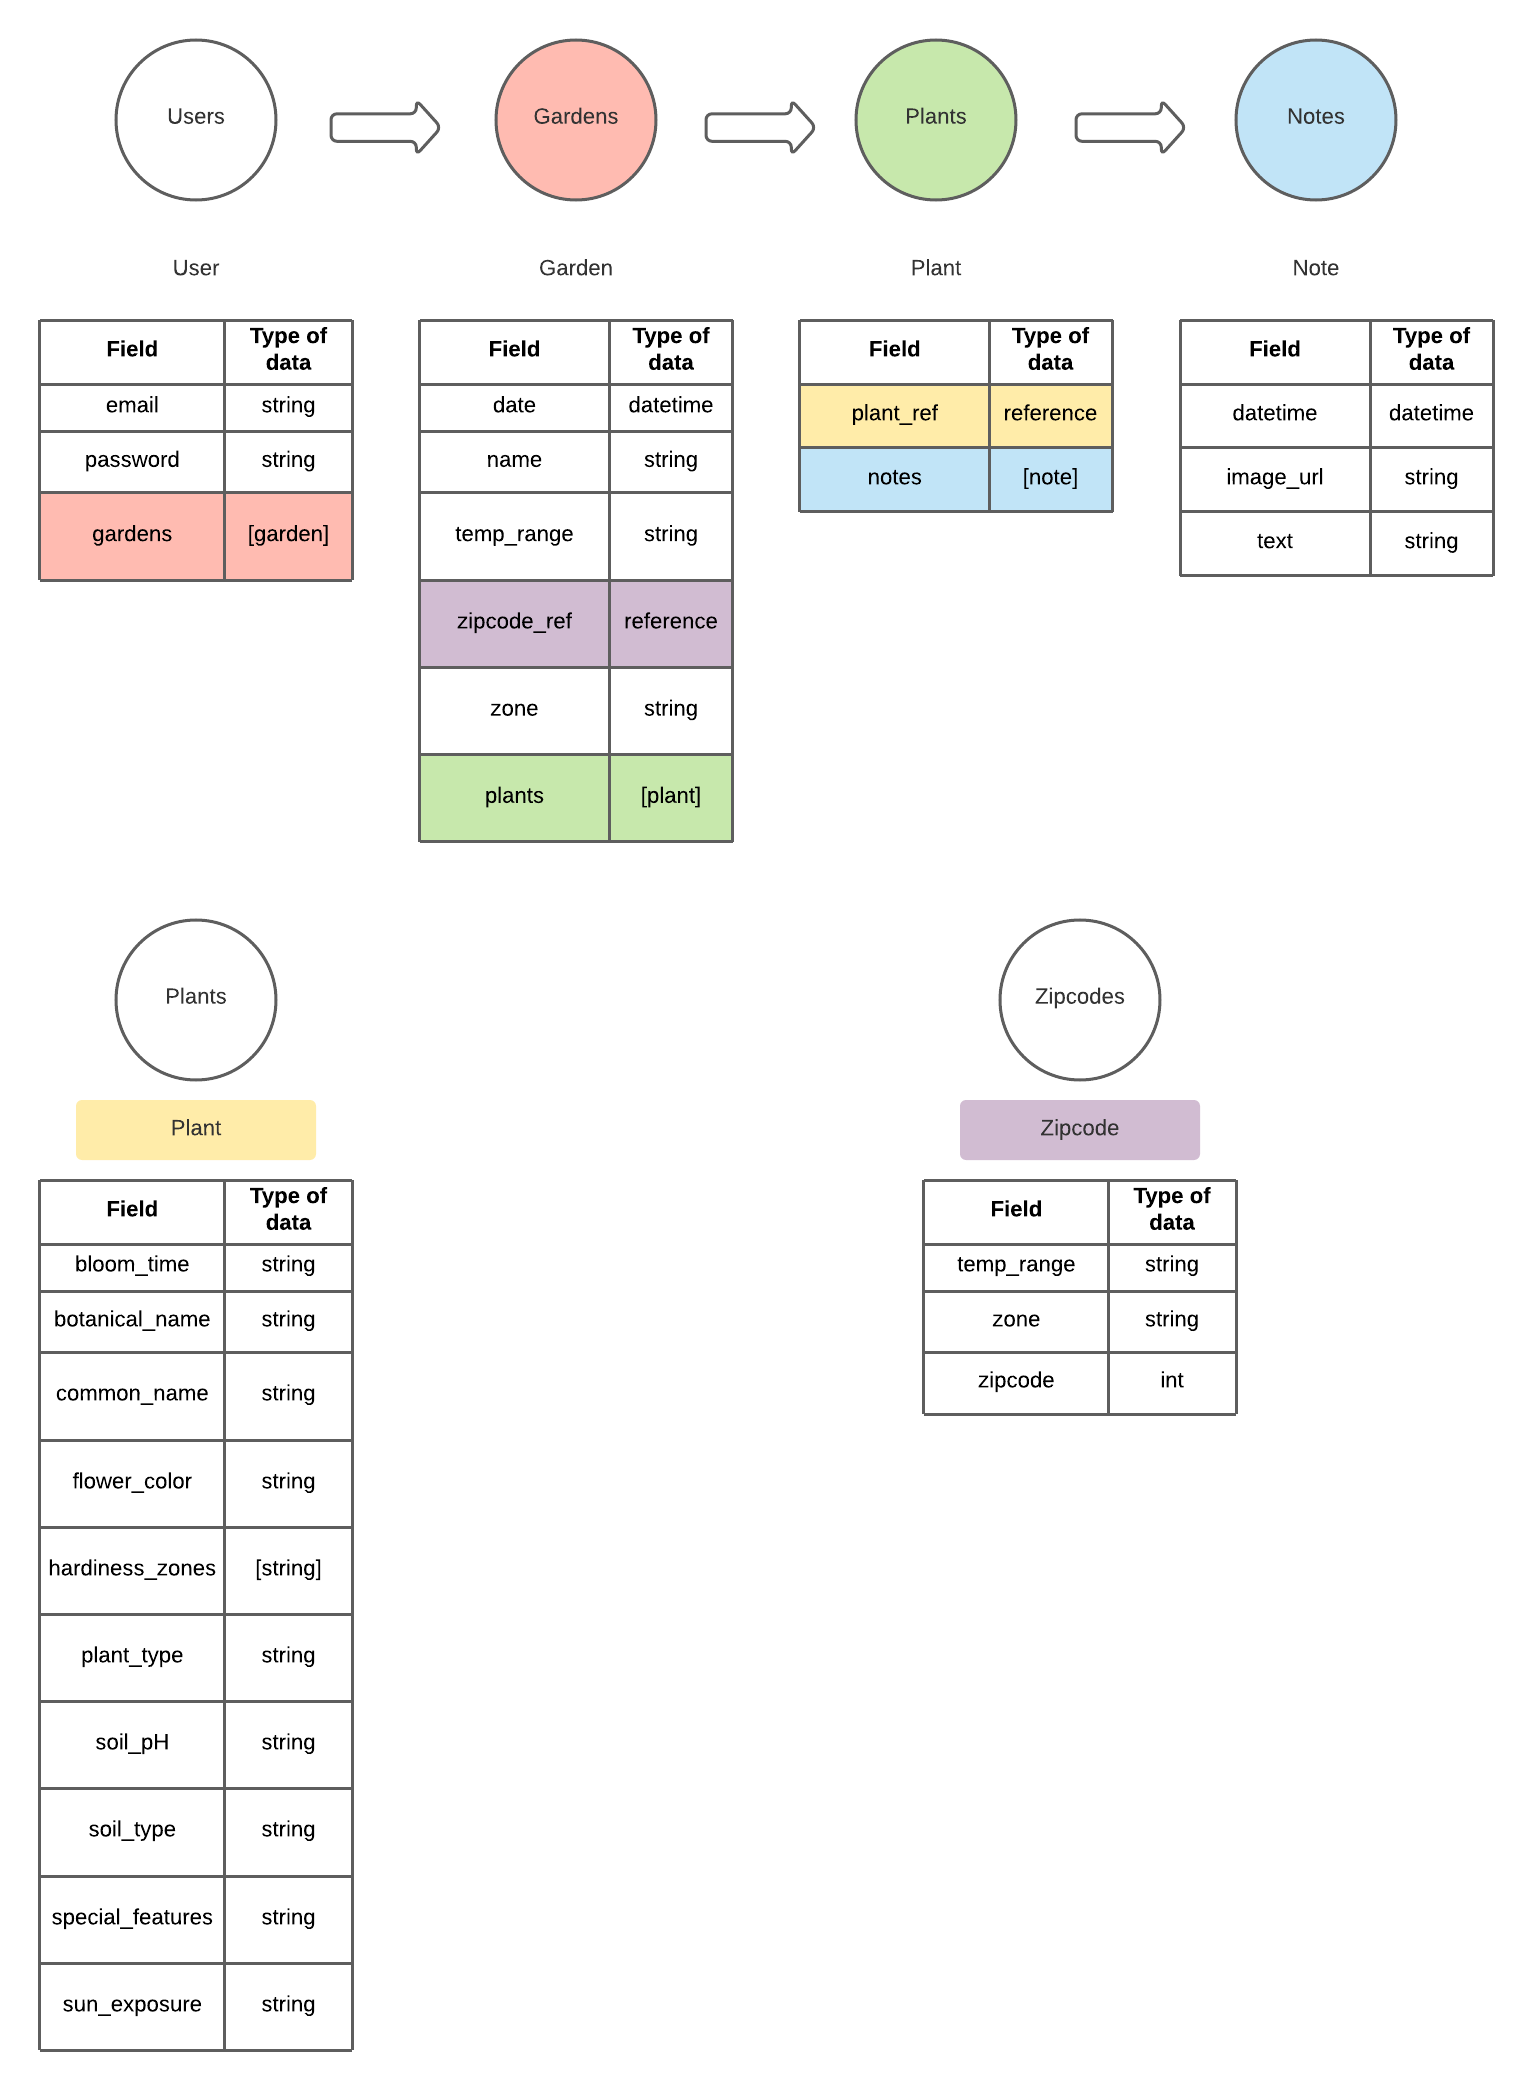 Users
Gardens
Plants
Notes
User
Garden
Plant
Note
Field
Type of
data
email
string
password
string
gardens
[garden]
Field
Type of
data
date
datetime
name
string
temp_range
string
zipcode_ref
reference
zone
string
plants
[plant]
Field
Type of
data
plant_ref
reference
notes
[note]
Field
Type of
data
datetime
datetime
image_url
string
text
string
Plants
Plant
Field
Type of
data
bloom_time
string
botanical_name
string
common_name
string
flower_color
string
hardiness_zones
[string]
plant_type
string
soil_pH
string
soil_type
string
special_features
string
sun_exposure
string
Zipcodes
Zipcode
Field
Type of
data
temp_range
string
zone
string
zipcode
int